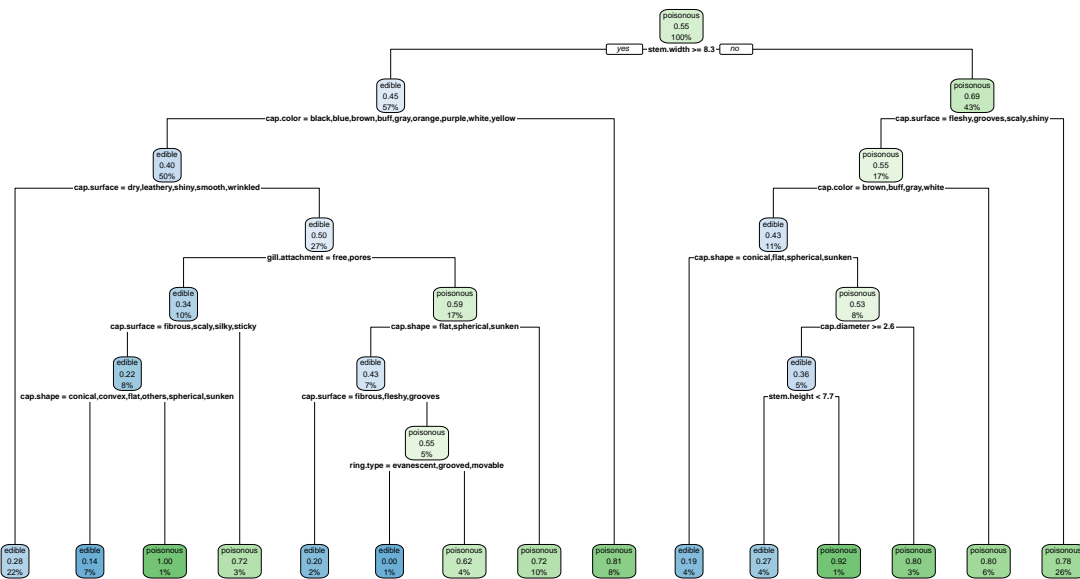 poisonous
0.55
100%
yes stem.width >= 8.3 no
edible
0.45
57%
poisonous
0.69
43%
cap.color = black,blue,brown,buff,gray,orange,purple,white,yellow
cap.surface = fleshy,grooves,scaly,shiny
edible
0.40
50%
poisonous
0.55
17%
cap.surface = dry,leathery,shiny,smooth,wrinkled
cap.color = brown,buff,gray,white
edible
0.50
27%
edible
0.43
11%
gill.attachment = free,pores
cap.shape = conical,flat,spherical,sunken
edible
0.34
10%
poisonous
0.59
17%
poisonous
0.53
8%
cap.surface = fibrous,scaly,silky,sticky
cap.shape = flat,spherical,sunken
cap.diameter >= 2.6
edible
0.22
8%
edible
0.43
7%
edible
0.36
5%
cap.shape = conical,convex,flat,others,spherical,sunken
cap.surface = fibrous,fleshy,grooves
stem.height < 7.7
poisonous
0.55
5%
ring.type = evanescent,grooved,movable
edible
0.28
22%
edible
0.14
7%
poisonous
1.00
1%
poisonous
0.72
3%
edible
0.20
2%
edible
0.00
1%
poisonous
0.62
4%
poisonous
0.72
10%
poisonous
0.81
8%
edible
0.19
4%
edible
0.27
4%
poisonous
0.92
1%
poisonous
0.80
3%
poisonous
0.80
6%
poisonous
0.78
26%